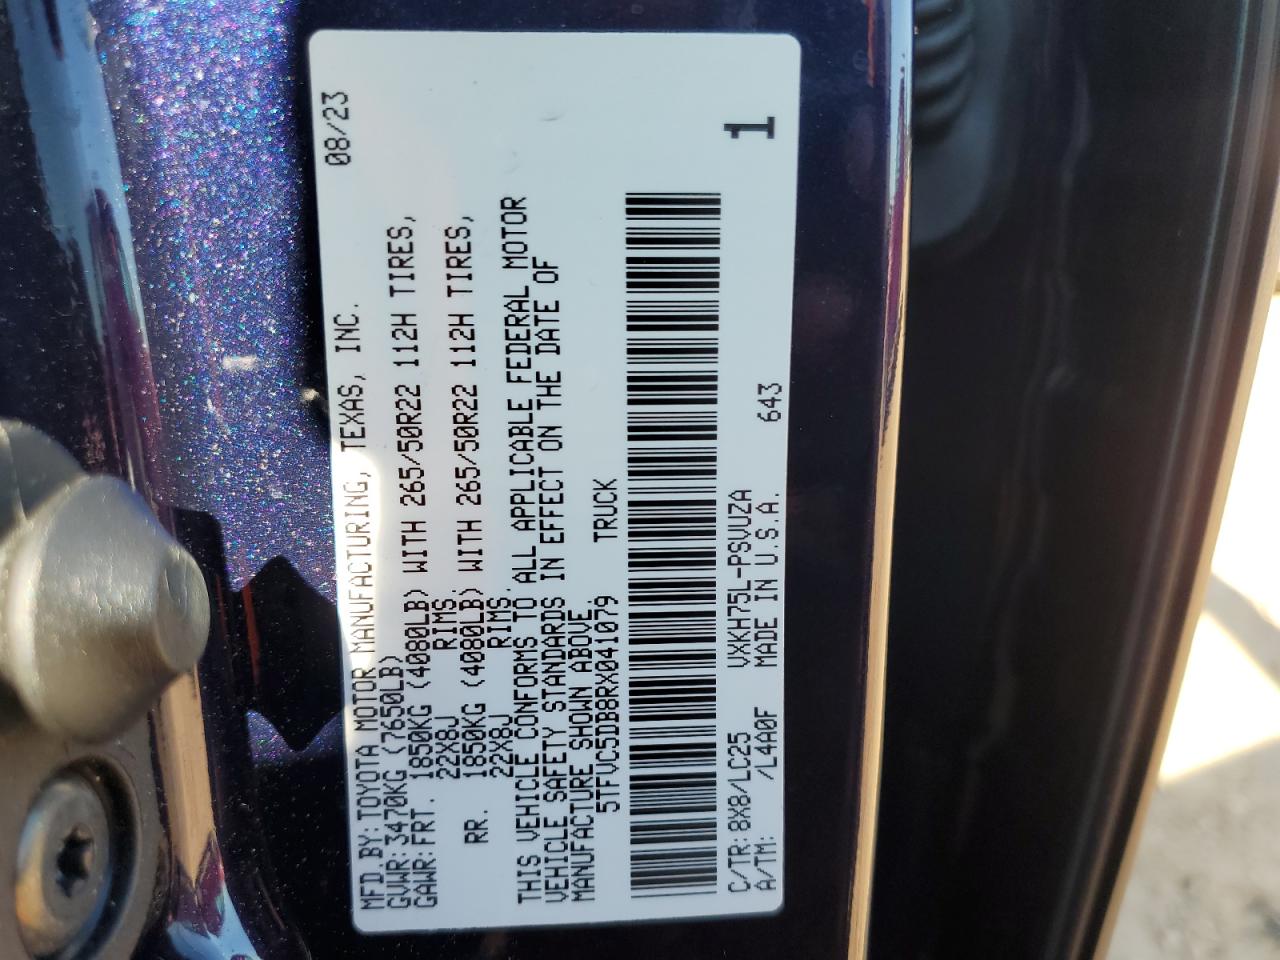 MFD.BY:TOYOTA MOTOR MANUFACTURING, TEXAS, INC. 08/23
GVWR:3470KG (7650LB)
GAWR:FRT. 1850KG (4080LB) WITH 265/50R22 112H TIRES,
22X8J RIMS.
RR. 1850KG (4080LB) WITH 265/50R22 112H TIRES,
22X8J RIMS.
THIS VEHICLE CONFORMS TO ALL APPLICABLE FEDERAL MOTOR
VEHICLE SAFETY STANDARDS IN EFFECT ON THE DATE OF
MANUFACTURE SHOWN ABOVE.
5TFVC5DB8RX041079 TRUCK
1
C/TR:8X8/LC25 VXKH75L-PSVUZA
A/TM: /L4A0F MADE IN U.S.A. 643